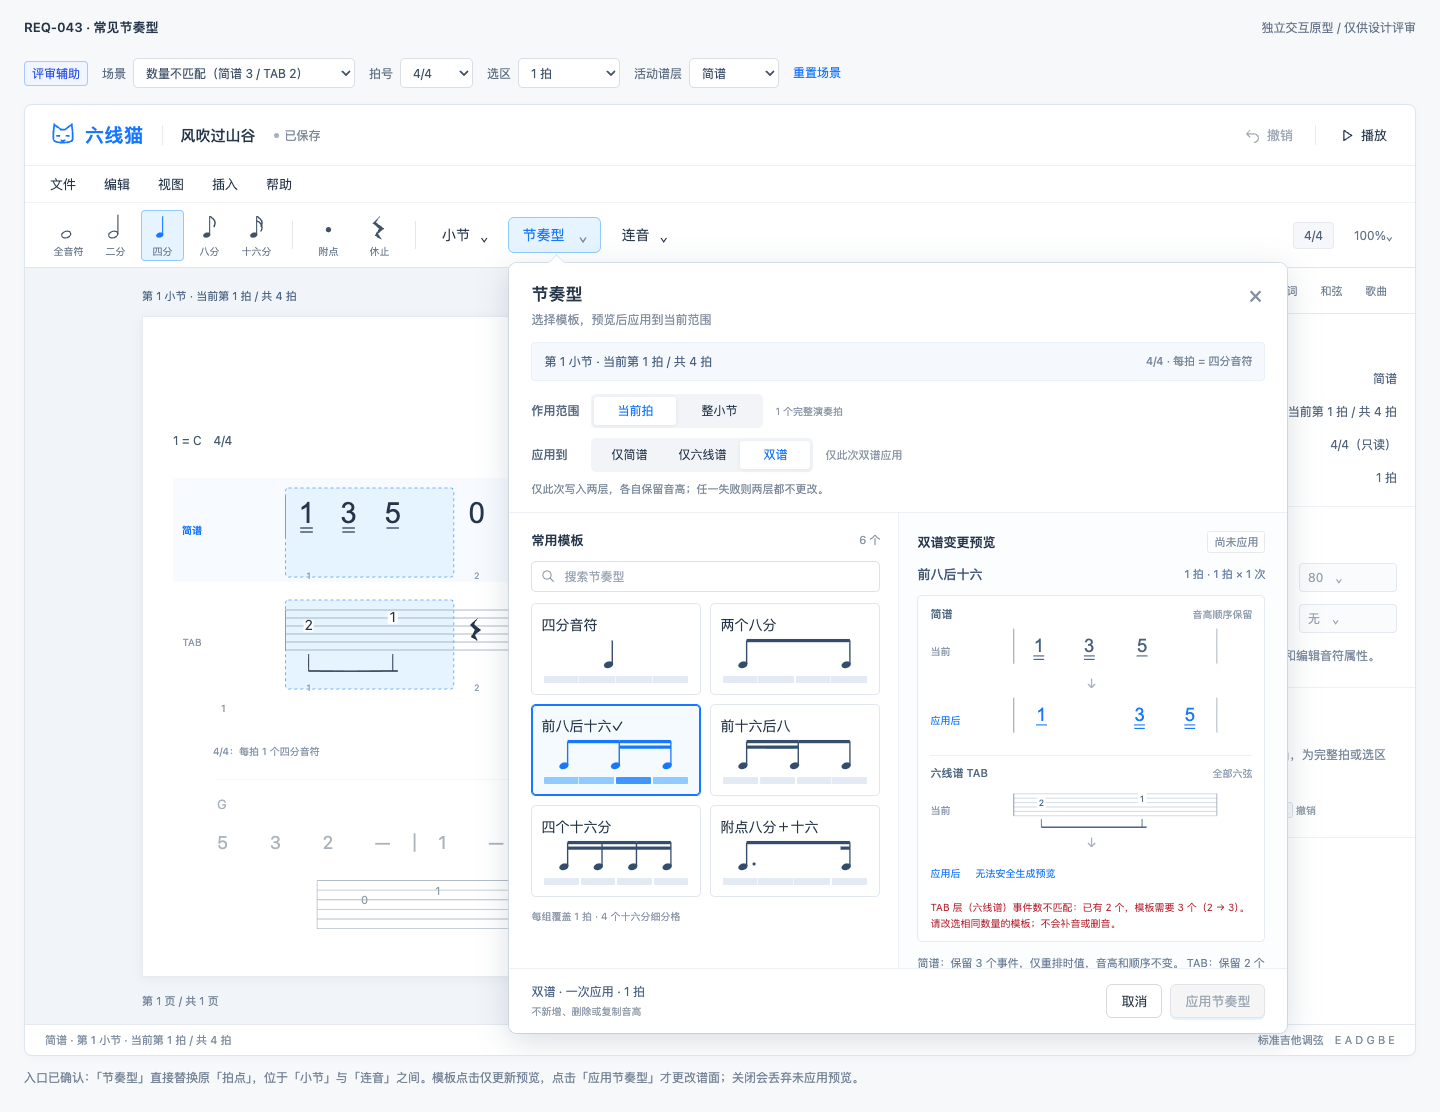 REQ-043 · 常见节奏型
独立交互原型 / 仅供设计评审
评审辅助 场景 数量不匹配（简谱 3 / TAB 2） 拍号 4/4 选区 1 拍 活动谱层 简谱 重置场景
六线猫 风吹过山谷 已保存 撤销 播放
文件 编辑 视图 插入 帮助
全音符 二分 四分 八分 十六分 附点 休止 小节 节奏型 连音 4/4 100%
第 1 小节 · 当前第 1 拍 / 共 4 拍
1 = C 4/4
简谱
1 3 5 0
1 2
TAB
2 1
1 2
1
4/4：每拍 1 个四分音符
G
5 3 2 — | 1 —
0 1
第 1 页 / 共 1 页
节奏型
选择模板，预览后应用到当前范围
第 1 小节 · 当前第 1 拍 / 共 4 拍
4/4 · 每拍 = 四分音符
作用范围 当前拍 整小节 1 个完整演奏拍
应用到 仅简谱 仅六线谱 双谱 仅此次双谱应用
仅此次写入两层，各自保留音高；任一失败则两层都不更改。
常用模板 6 个
搜索节奏型
四分音符
两个八分
前八后十六✓
前十六后八
四个十六分
附点八分＋十六
每组覆盖 1 拍 · 4 个十六分细分格
双谱变更预览 尚未应用
前八后十六 1 拍 · 1 拍 × 1 次
简谱 音高顺序保留
当前 1 3 5
↓
应用后 1 3 5
六线谱 TAB 全部六弦
当前 2 1
↓
应用后 无法安全生成预览
TAB 层（六线谱）事件数不匹配：已有 2 个，模板需要 3 个（2 → 3）。
请改选相同数量的模板；不会补音或删音。
简谱：保留 3 个事件，仅重排时值，音高和顺序不变。 TAB：保留 2 个
双谱 · 一次应用 · 1 拍
不新增、删除或复制音高
取消 应用节奏型
词 和弦 歌曲
简谱
当前第 1 拍 / 共 4 拍
4/4（只读）
1 拍
80
无
和编辑音符属性。
，为完整拍或选区
撤销
简谱 · 第 1 小节 · 当前第 1 拍 / 共 4 拍
标准吉他调弦 E A D G B E
入口已确认：「节奏型」直接替换原「拍点」，位于「小节」与「连音」之间。模板点击仅更新预览，点击「应用节奏型」才更改谱面；关闭会丢弃未应用预览。